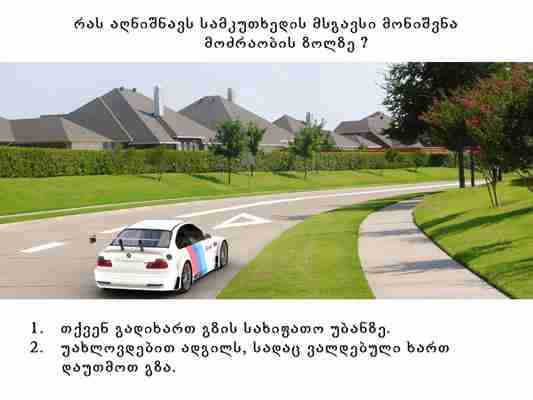 რას აღნიშნავს სამკუთხედის მსგავსი მონიშვნა
მოძრაობის ზოლზე ?
1. თქვენ გადიხართ გზის სახიფათო უბანზე.
2. უახლოვდებით ადგილს, სადაც ვალდებული ხართ
დაუთმოთ გზა.